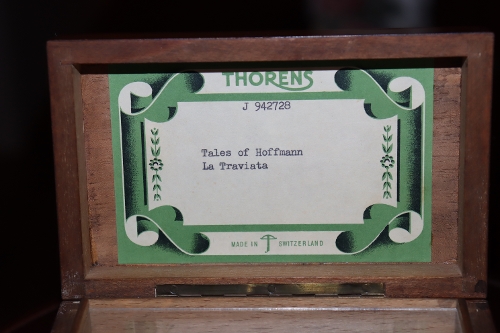 THORENS
J 942728
Tales of Hoffmann
La Traviata
MADE IN SWITZERLAND